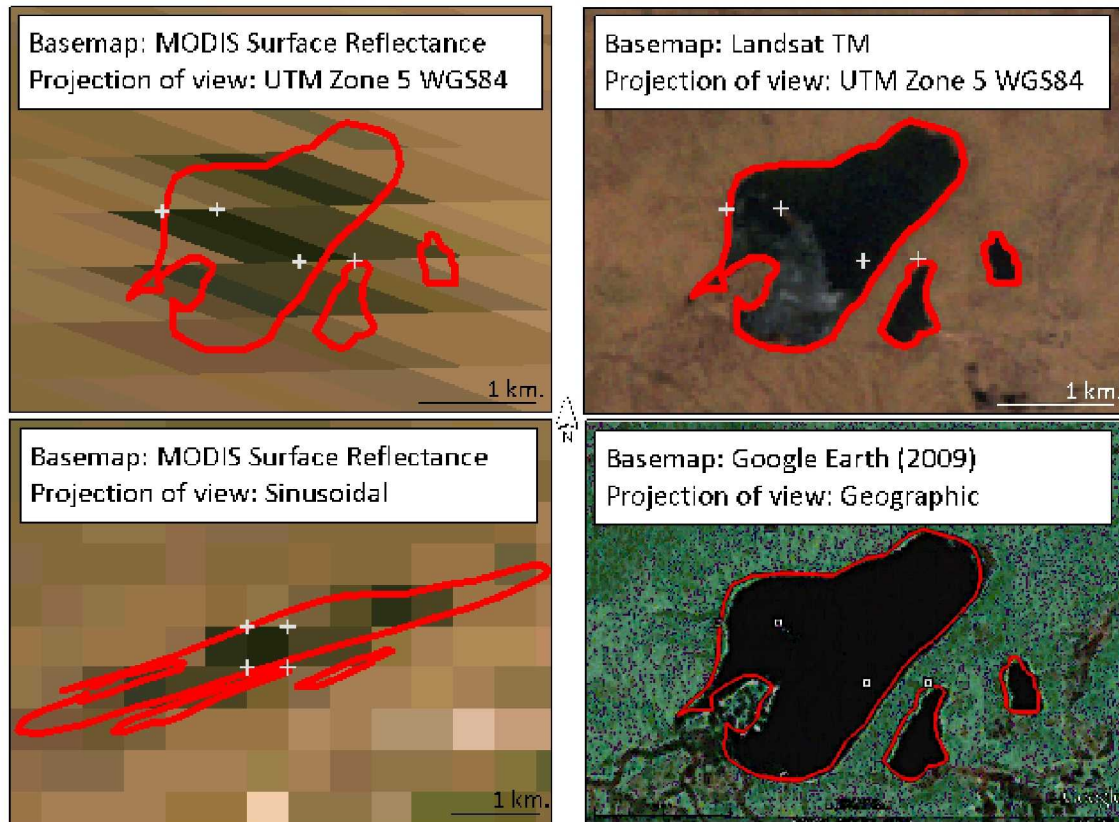 Basemap: MODIS Surface Reflectance
Projection of view: UTM Zone 5 WGS84
1 km.
Basemap: Landsat TM
Projection of view: UTM Zone 5 WGS84
1 km.
N
Basemap: MODIS Surface Reflectance
Projection of view: Sinusoidal
1 km.
Basemap: Google Earth (2009)
Projection of view: Geographic
Google